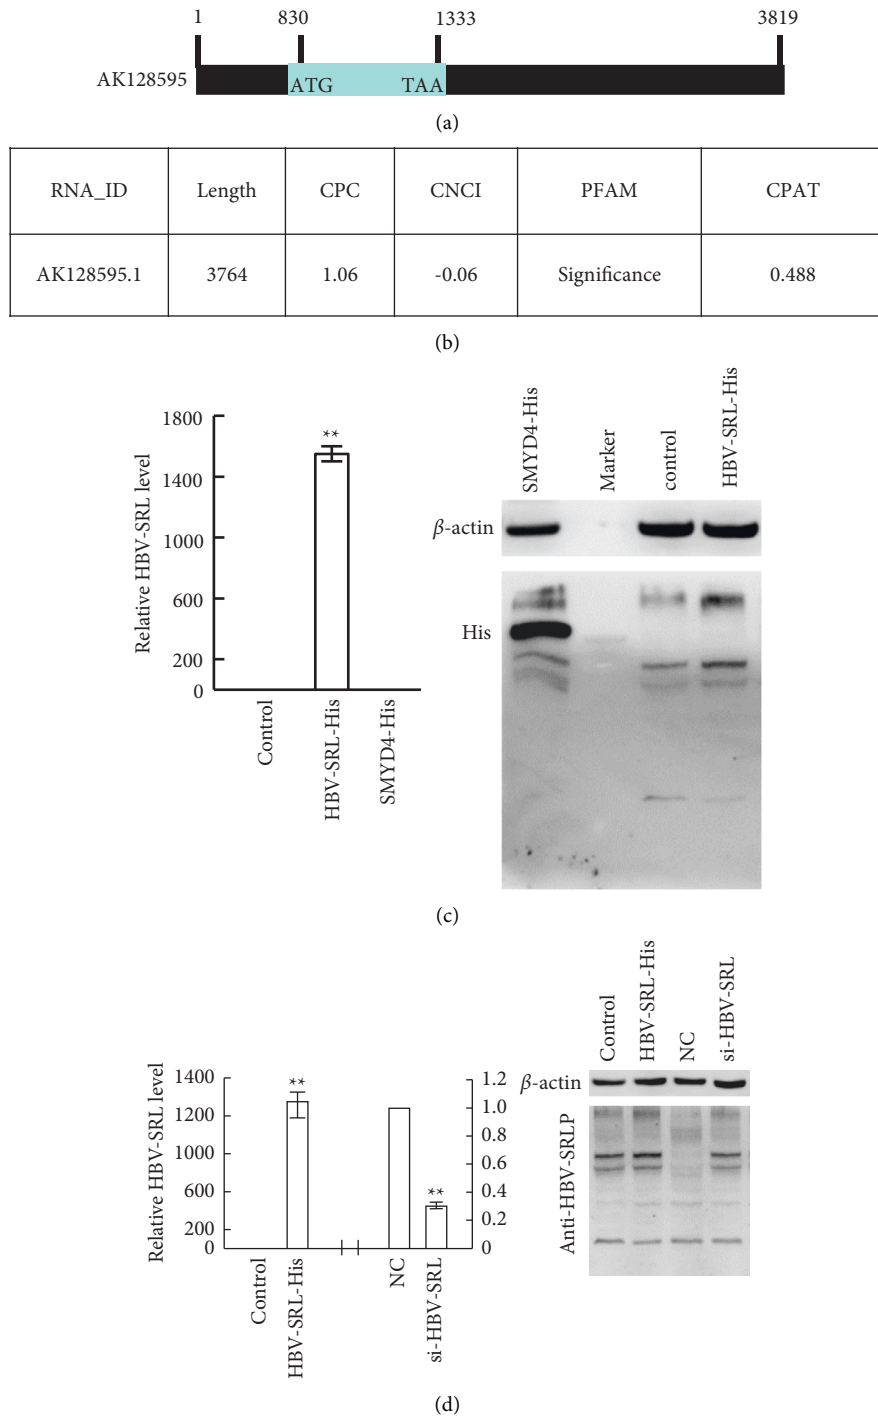 1 830 1333 3819
AK128595 ATG TAA
(a)
RNA_ID Length CPC CNCI PFAM CPAT
AK128595.1 3764 1.06 -0.06 Significance 0.488
(b)
Relative HBV-SRL level
1800
1400
1000
600
200
0
**
Control
HBV-SRL-His
SMYD4-His
SMYD4-His
Marker
control
HBV-SRL-His
β-actin
His
(c)
Relative HBV-SRL level
1400
1200
1000
600
200
0
**
**
1.2
1.0
0.8
0.6
0.4
0.2
0
Control
HBV-SRL-His
NC
si-HBV-SRL
Control
HBV-SRL-His
NC
si-HBV-SRL
β-actin
Anti-HBV-SRLP
(d)